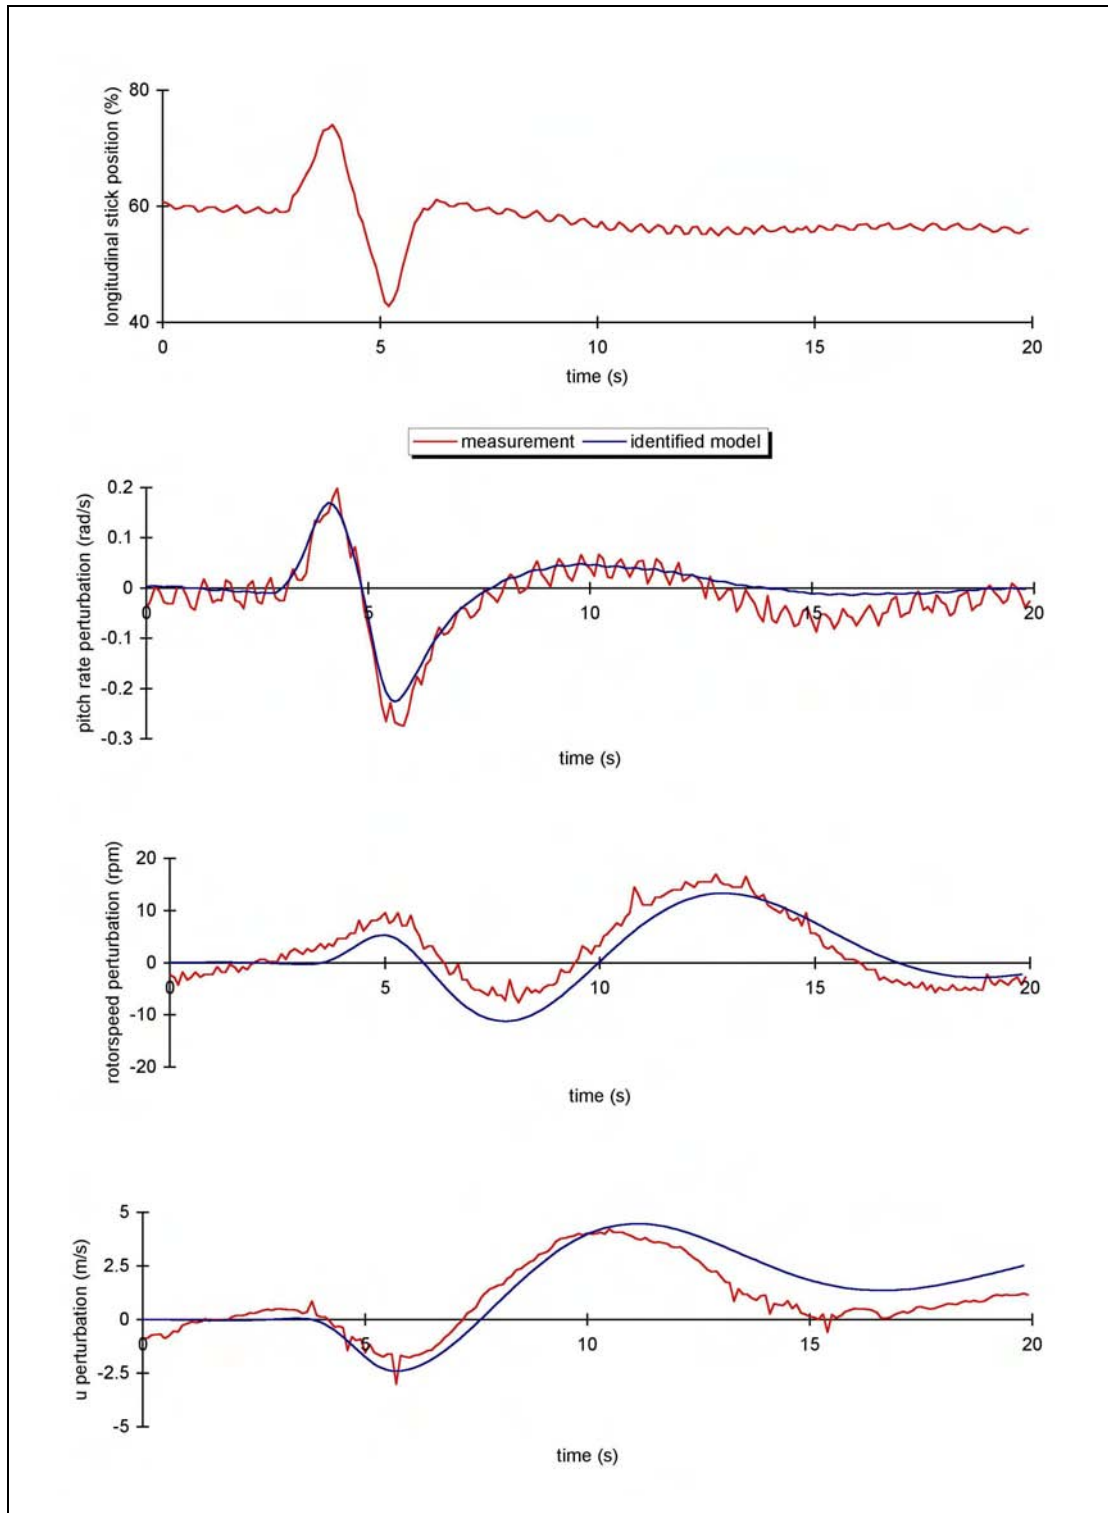 longitudinal stick position (%)
80
60
40
0 5 10 15 20
time (s)
measurement identified model
pitch rate perturbation (rad/s)
0.2
0.1
0
-0.1
-0.2
-0.3
0 5 10 15 20
time (s)
rotorspeed perturbation (rpm)
20
10
0
-10
-20
0 5 10 15 20
time (s)
u perturbation (m/s)
5
2.5
0
-2.5
-5
0 5 10 15 20
time (s)